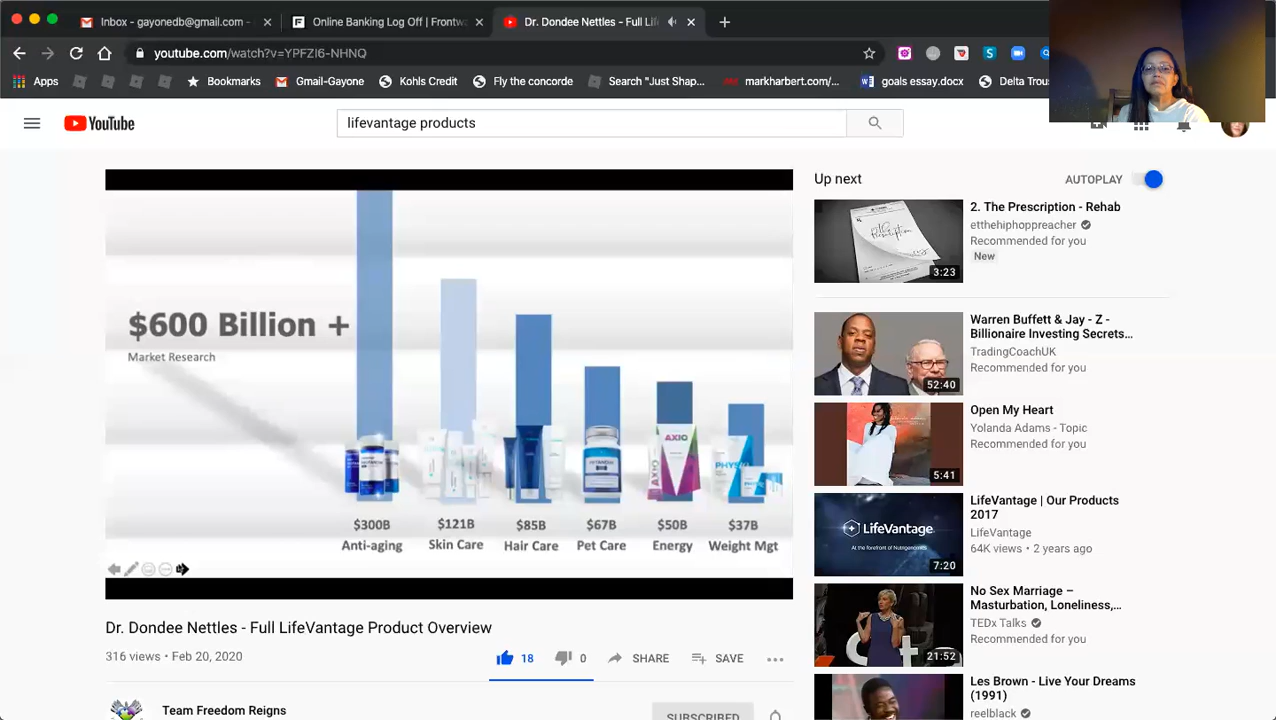 Inbox - gayonedb@gmail.com -
Online Banking Log Off | Frontw
Dr. Dondee Nettles - Full Life
youtube.com/watch?v=YPFZI6-NHNQ
Apps
Bookmarks
Gmail-Gayone
Kohls Credit
Fly the concorde
Search "Just Shap...
markharbert.com/...
goals essay.docx
Delta Trous
YouTube
lifevantage products
$600 Billion +
Market Research
$300B
Anti-aging
$121B
Skin Care
$85B
Hair Care
$67B
Pet Care
AXIO
$50B
Energy
$37B
Weight Mgt
Dr. Dondee Nettles - Full LifeVantage Product Overview
316 views • Feb 20, 2020
18
0
SHARE
SAVE
Team Freedom Reigns
SUBSCRIBED
Up next
AUTOPLAY
2. The Prescription - Rehab
etthehiphoppreacher
Recommended for you
New
3:23
Warren Buffett & Jay - Z -
Billionaire Investing Secrets...
TradingCoachUK
Recommended for you
52:40
Open My Heart
Yolanda Adams - Topic
Recommended for you
5:41
LifeVantage
At the forefront of Nutrigenomics
7:20
LifeVantage | Our Products
2017
LifeVantage
64K views • 2 years ago
No Sex Marriage –
Masturbation, Loneliness,...
TEDx Talks
Recommended for you
21:52
Les Brown - Live Your Dreams
(1991)
reelblack